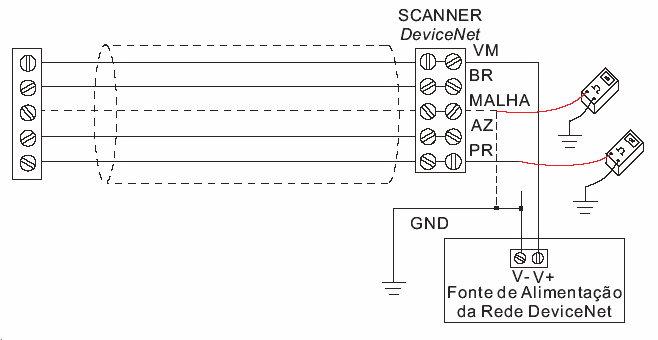 SCANNER
DeviceNet
VM
BR
MALHA
AZ
PR
GND
V- V+
Fonte de Alimentação
da Rede DeviceNet